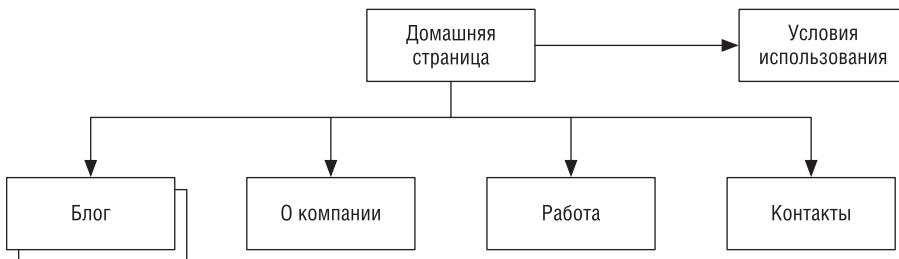 Домашняя
страница
Условия
использования
Блог
О компании
Работа
Контакты